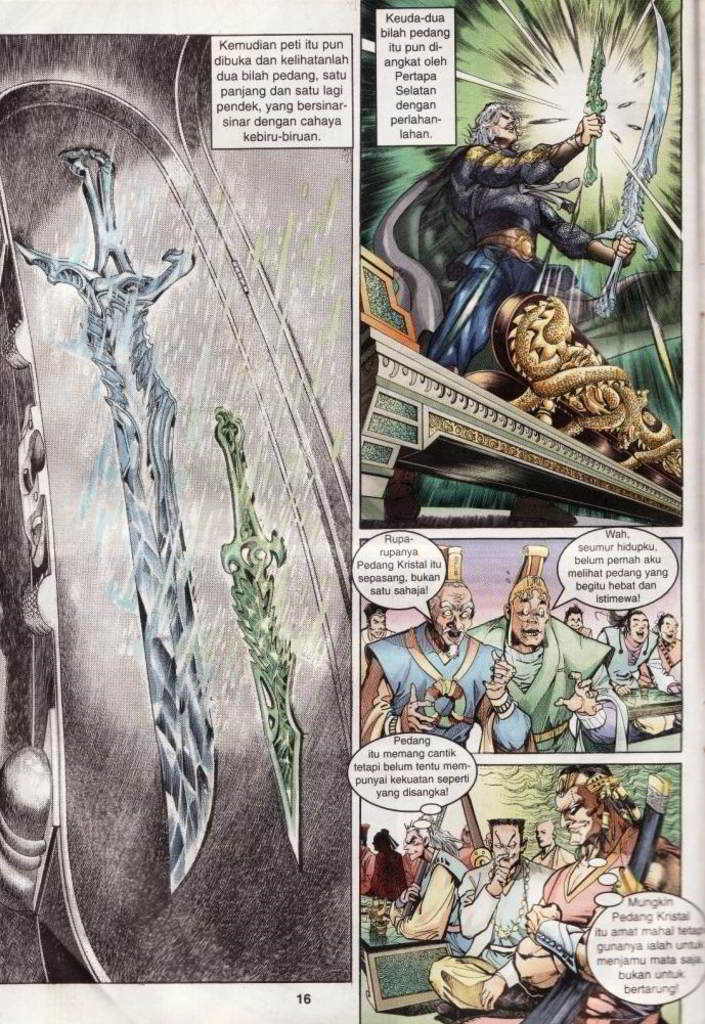 Kemudian peti itu pun
dibuka dan kelihatanlah
dua bilah pedang, satu
panjang dan satu lagi
pendek, yang bersinar-
sinar dengan cahaya
kebiru-biruan.
Keuda-dua
bilah pedang
itu pun di-
angkat oleh
Pertapa
Selatan
dengan
perlahan-
lahan.
Rupa-
rupanya
Pedang Kristal itu
sepasang, bukan
satu sahaja!
Wah,
seumur hidupku,
belum pernah aku
melihat pedang yang
begitu hebat dan
istimewa!
Pedang
itu memang cantik
tetapi belum tentu mem-
punyai kekuatan seperti
yang disangka!
Mungkin
Pedang Kristal
itu amat mahal tetapi
gunanya ialah untuk
menjamu mata saja,
bukan untuk
bertarung!
16